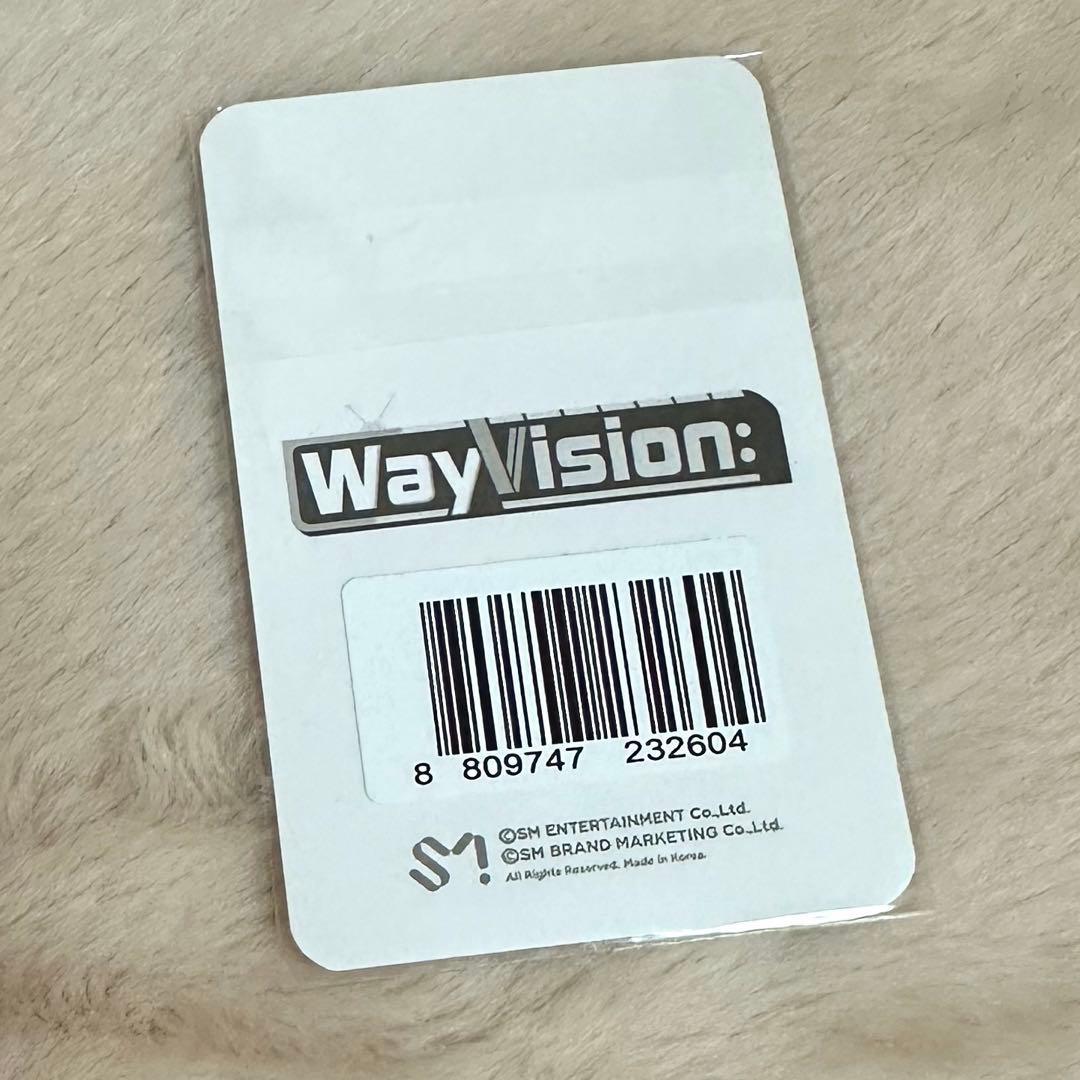 WayVision:
8 809747 232604
SM!
©SM ENTERTAINMENT Co.,Ltd.
©SM BRAND MARKETING Co.,Ltd.
All Rights Reserved. Made in Korea.